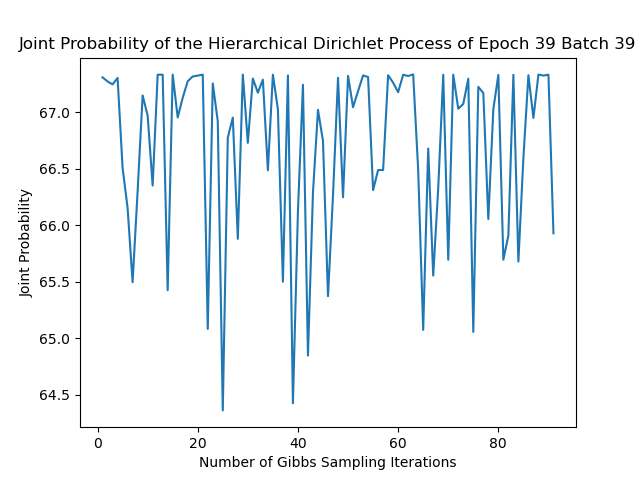 Joint Probability of the Hierarchical Dirichlet Process of Epoch 39 Batch 39
67.0
66.5
66.0
65.5
65.0
64.5
Joint Probability
0 20 40 60 80
Number of Gibbs Sampling Iterations